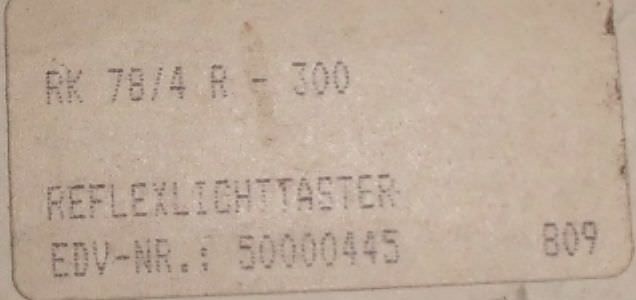 RK 78/4 R - 300
REFLEXLICHTTASTER
EDV-NR.: 50000445 809